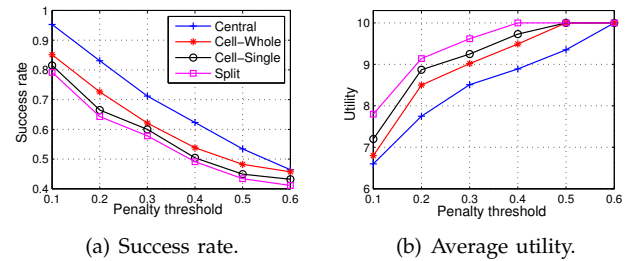 1
0.9
0.8
0.7
0.6
0.5
0.4
0.1 0.2 0.3 0.4 0.5 0.6
Success rate
Penalty threshold
Central
Cell−Whole
Cell−Single
Split
(a) Success rate.
10
9
8
7
6
0.1 0.2 0.3 0.4 0.5 0.6
Utility
Penalty threshold
(b) Average utility.